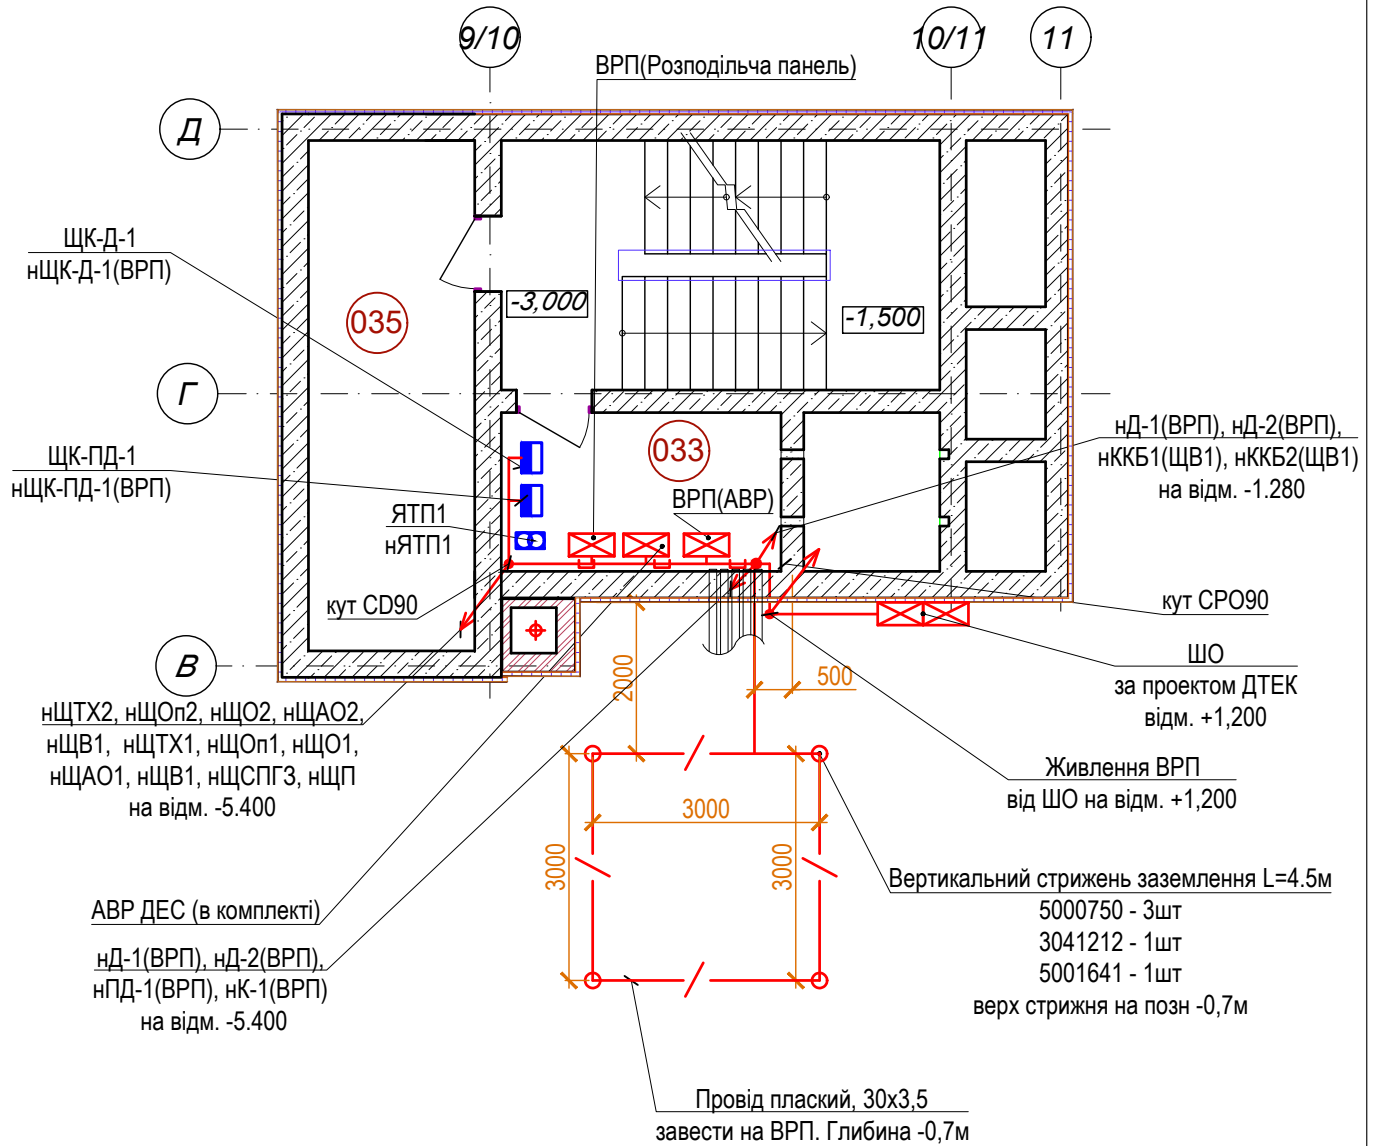 9/10
10/11
11
ВРП(Розподільча панель)
Д
ЩК-Д-1
нЩК-Д-1(ВРП)
-3,000
035
-1,500
Г
033
нД-1(ВРП), нД-2(ВРП),
нККБ1(ЩВ1), нККБ2(ЩВ1)
на відм. -1.280
ЩК-ПД-1
нЩК-ПД-1(ВРП)
ЯТП1
нЯТП1
ВРП(АВР)
кут CD90
кут СРО90
В
ШО
за проектом ДТЕК
відм. +1,200
2000
500
нЩТХ2, нЩОп2, нЩО2, нЩАО2,
нЩВ1, нЩТХ1, нЩОп1, нЩО1,
нЩАО1, нЩВ1, нЩСПГЗ, нЩП
на відм. -5.400
Живлення ВРП
від ШО на відм. +1,200
3000
3000
3000
Вертикальний стрижень заземлення L=4.5м
5000750 - 3шт
3041212 - 1шт
5001641 - 1шт
верх стрижня на позн -0,7м
АВР ДЕС (в комплекті)
нД-1(ВРП), нД-2(ВРП),
нПД-1(ВРП), нК-1(ВРП)
на відм. -5.400
Провід плаский, 30х3,5
завести на ВРП. Глибина -0,7м